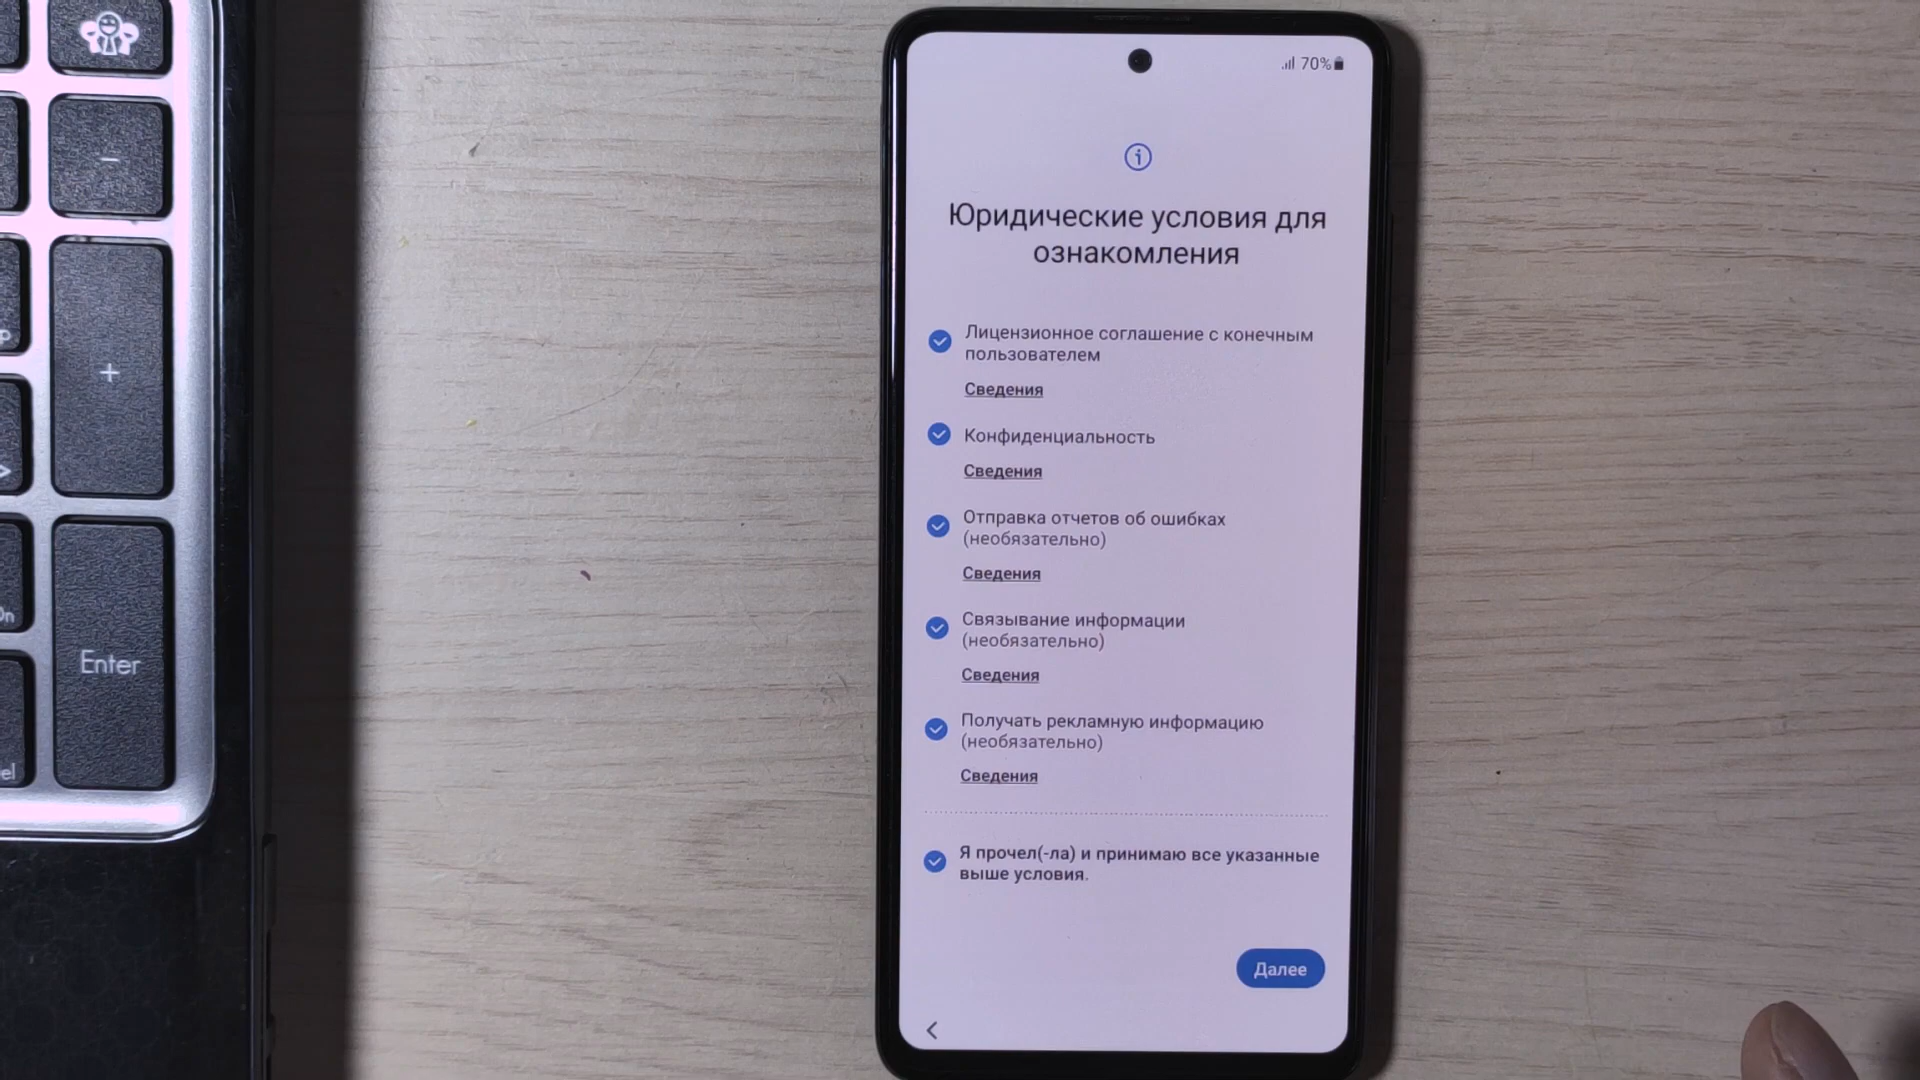 −
+
Enter
70%
Юридические условия для
ознакомления
Лицензионное соглашение с конечным
пользователем
Сведения
Конфиденциальность
Сведения
Отправка отчетов об ошибках
(необязательно)
Сведения
Связывание информации
(необязательно)
Сведения
Получать рекламную информацию
(необязательно)
Сведения
Я прочел(-ла) и принимаю все указанные
выше условия.
Далее